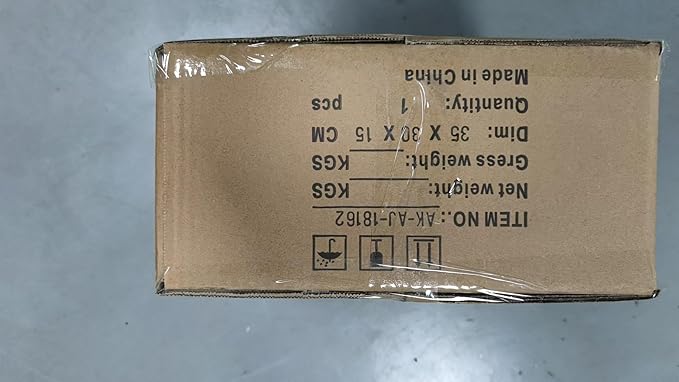 ITEM NO.: AK-AJ-18162
Net weight: KGS
Gress weight: KGS
Dim: 35 X 30 X 15 CM
Quantity: 1 pcs
Made in China